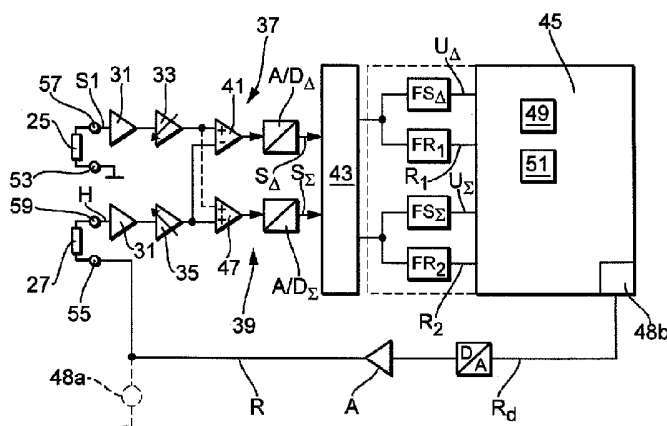 37
45
57 S1 31 33 41 A/DΔ UΔ
FSΔ
49
25
+
-
FR1
51
53
SΔ SΣ
43
R1
UΣ
H
59
FSΣ
+
+
27
31 35 47 A/DΣ
FR2
55
39
R2
48b
48a
D
A
R A Rd